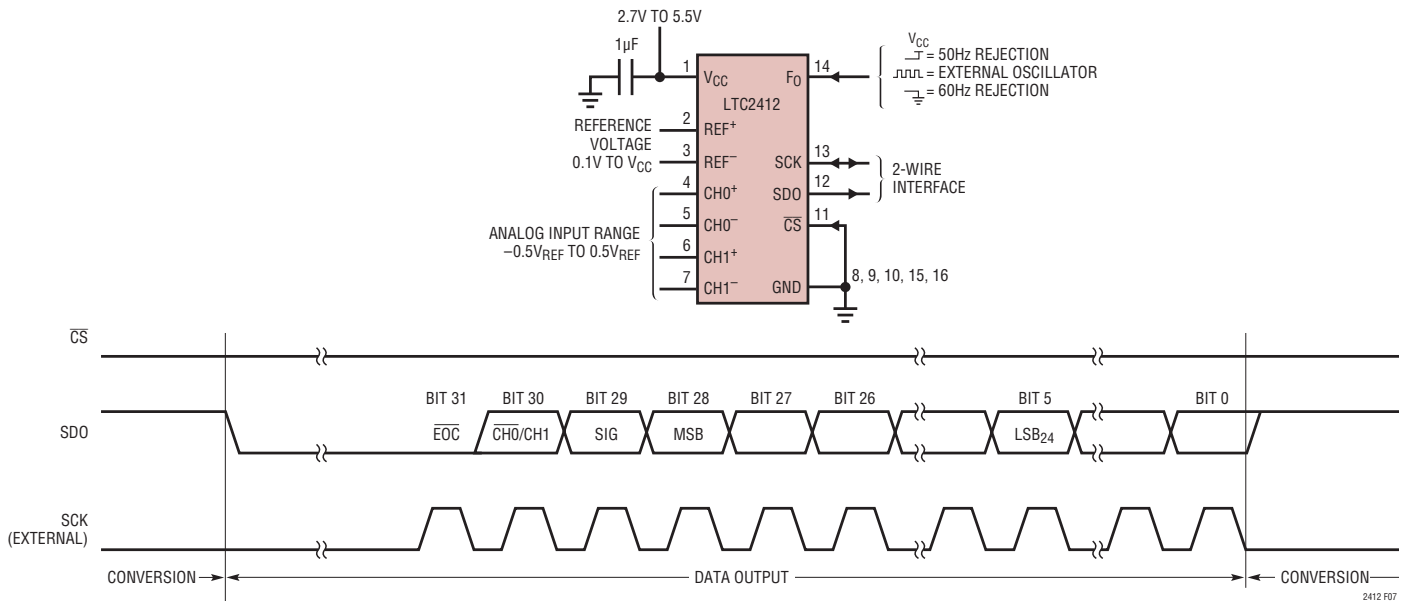 2.7V TO 5.5V
1µF
1
VCC
LTC2412
FO
14
VCC
= 50Hz REJECTION
= EXTERNAL OSCILLATOR
= 60Hz REJECTION
REFERENCE
VOLTAGE
0.1V TO VCC
2
REF+
3
REF–
SCK
13
SDO
12
2-WIRE
INTERFACE
4
CH0+
5
CH0–
CS
11
ANALOG INPUT RANGE
–0.5VREF TO 0.5VREF
6
CH1+
7
CH1–
GND
8, 9, 10, 15, 16
CS
BIT 31 BIT 30 BIT 29 BIT 28 BIT 27 BIT 26 BIT 5 BIT 0
SDO
EOC CH0/CH1 SIG MSB LSB24
SCK
(EXTERNAL)
CONVERSION DATA OUTPUT CONVERSION
2412 F07